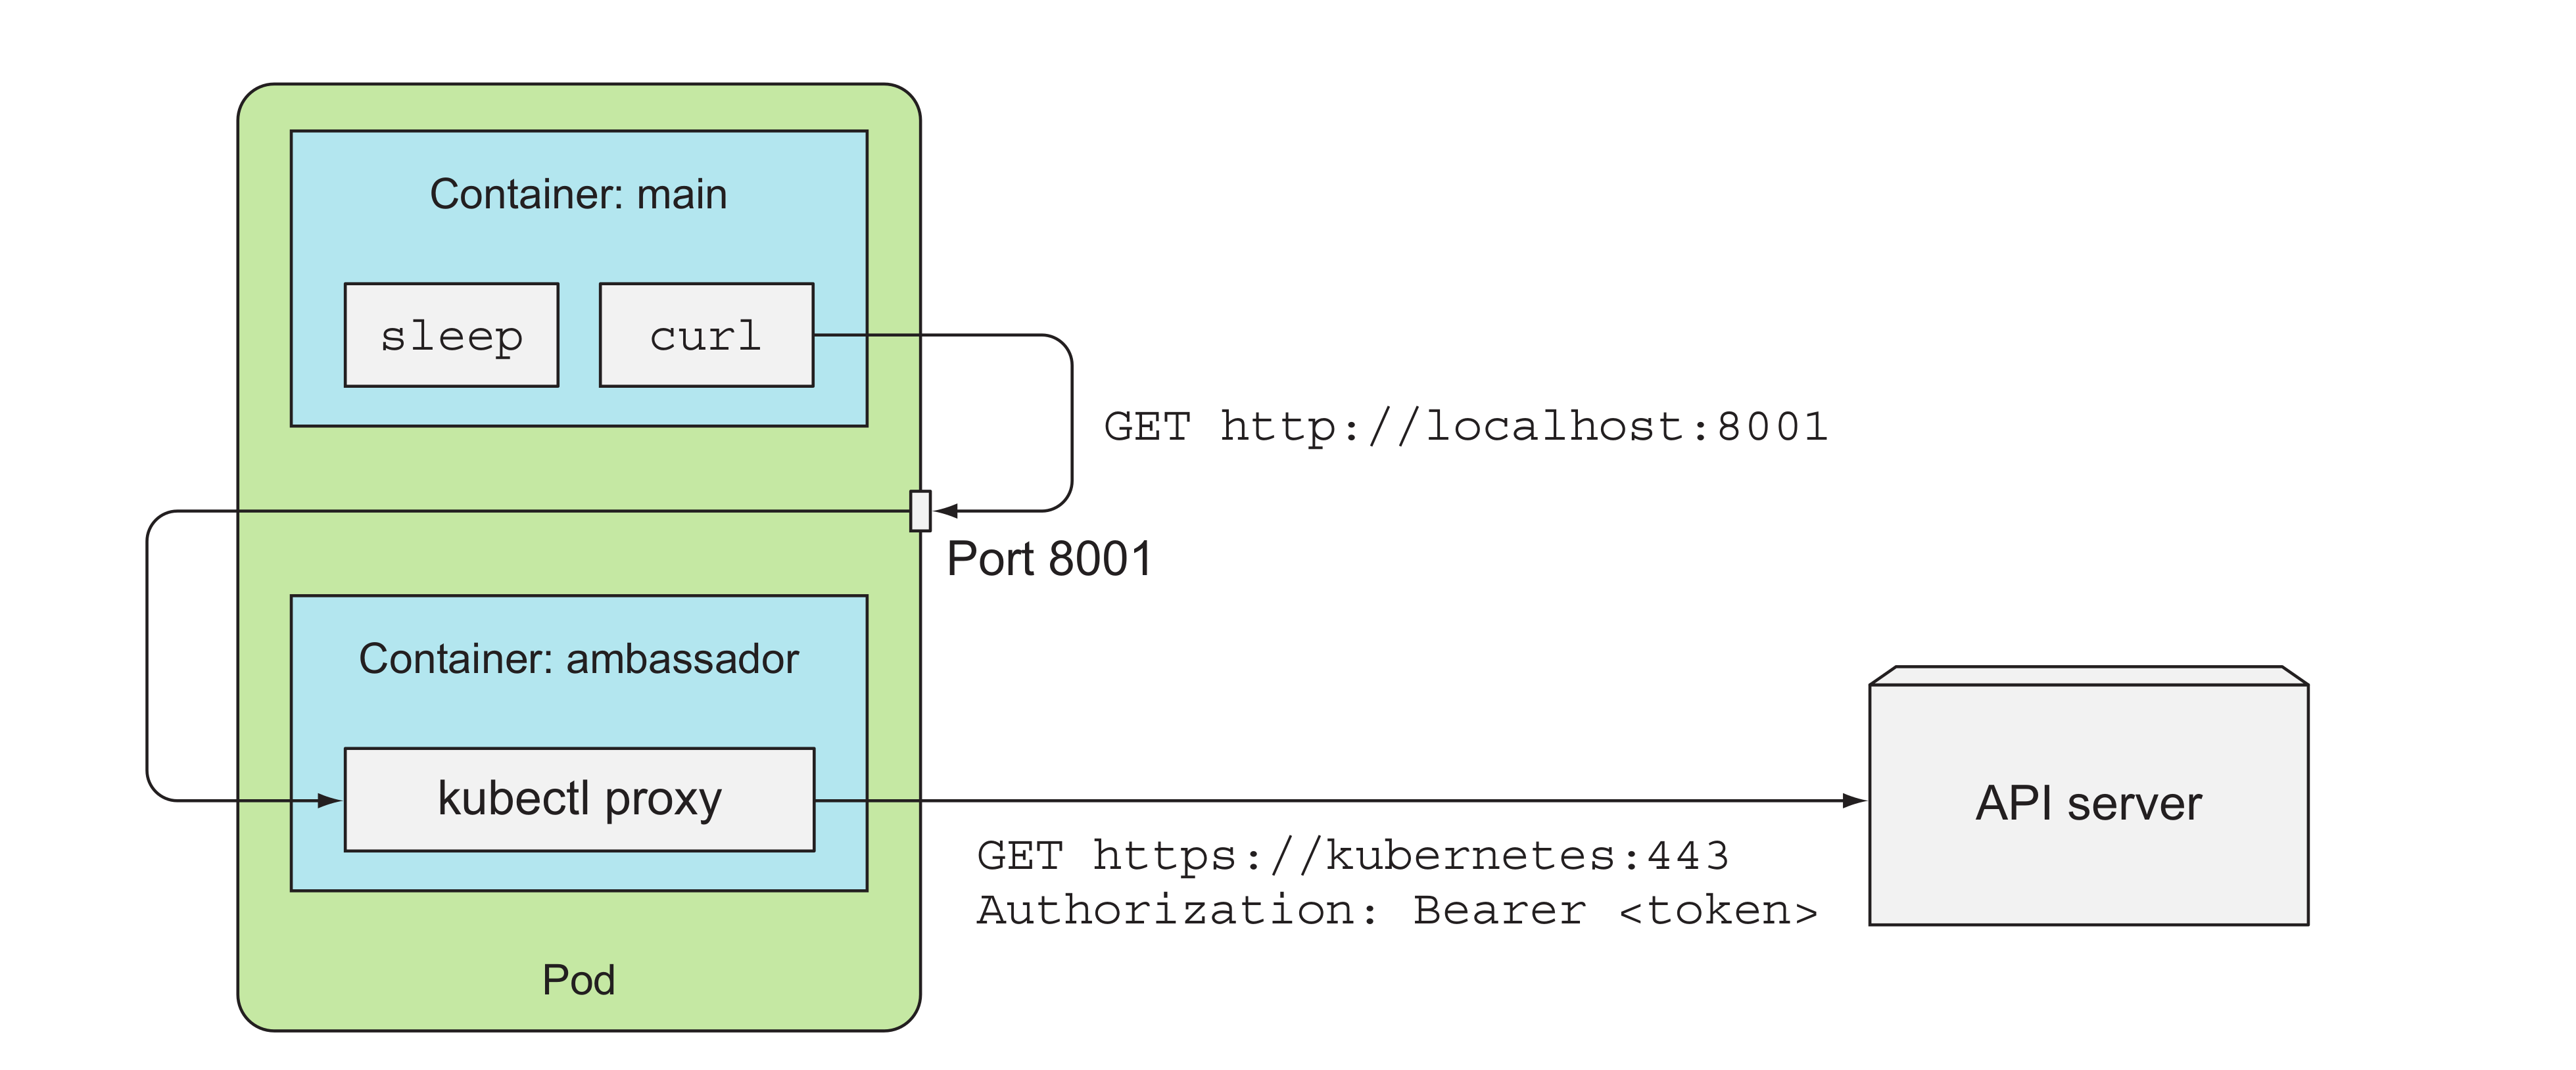 Container: main
sleep
curl
GET http://localhost:8001
Port 8001
Container: ambassador
kubectl proxy
API server
GET https://kubernetes:443
Authorization: Bearer <token>
Pod